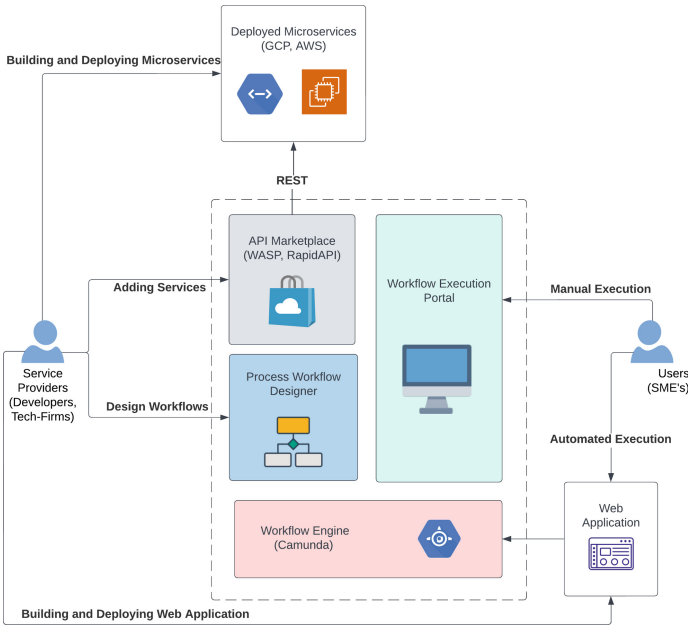 Deployed Microservices
(GCP, AWS)
Building and Deploying Microservices
REST
API Marketplace
(WASP, RapidAPI)
Adding Services
Workflow Execution
Portal
Manual Execution
Service
Providers
(Developers,
Tech-Firms)
Process Workflow
Designer
Design Workflows
Users
(SME's)
Automated Execution
Workflow Engine
(Camunda)
Web
Application
Building and Deploying Web Application